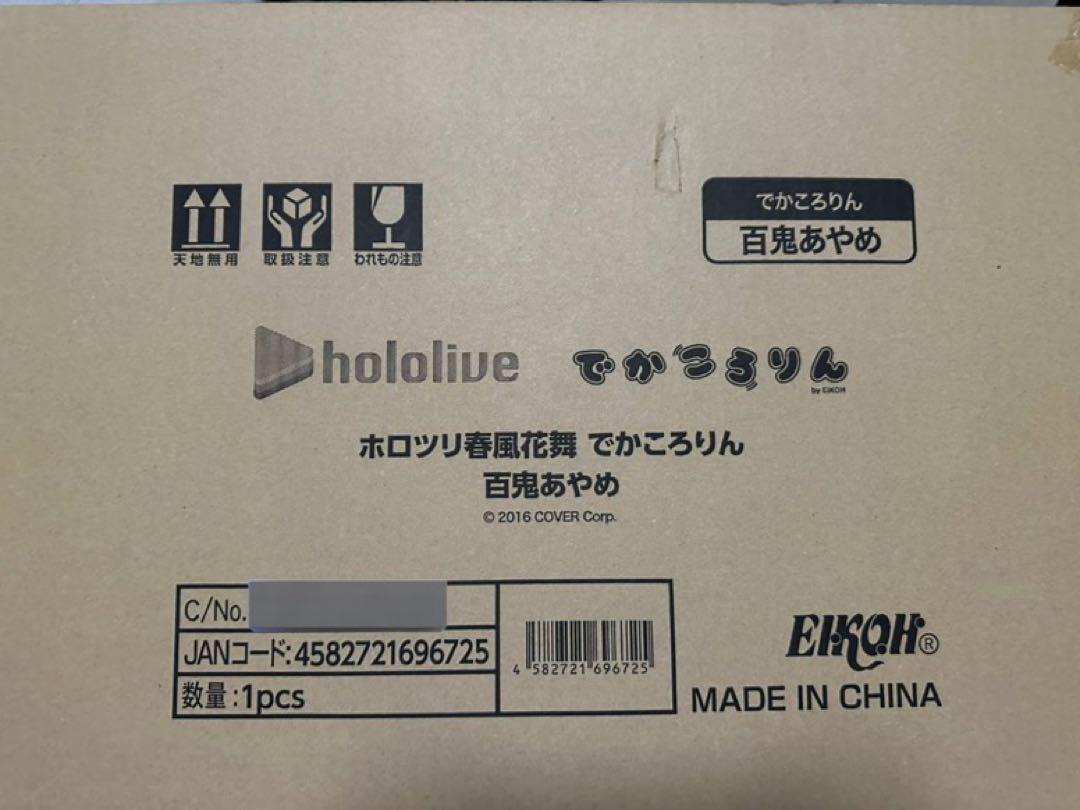 天地無用 取扱注意 われもの注意
でかころりん
百鬼あやめ
hololive でかころりん
by EIKOH
ホロツリ春風花舞 でかころりん
百鬼あやめ
© 2016 COVER Corp.
C/No.
JANコード:4582721696725
数量:1pcs
4 582721 696725
EIKOH®
MADE IN CHINA